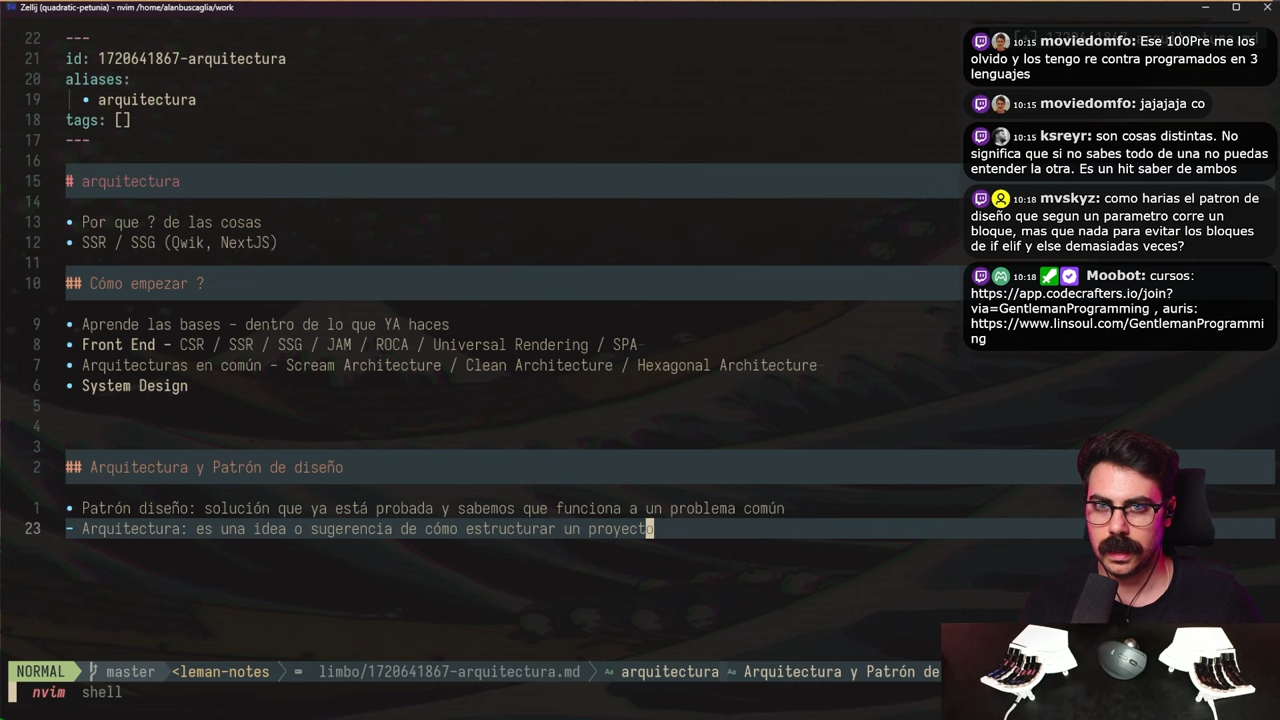 Zellij (quadratic-petunia) - nvim /home/alanbuscaglia/work
22 ---
21 id: 1720641867-arquitectura
20 aliases:
19 • arquitectura
18 tags: []
17 ---
16
15 # arquitectura
14
13 • Por que ? de las cosas
12 • SSR / SSG (Qwik, NextJS)
11
10 ## Cómo empezar ?
9 • Aprende las bases - dentro de lo que YA haces
8 • Front End - CSR / SSR / SSG / JAM / ROCA / Universal Rendering / SPA-
7 • Arquitecturas en común - Scream Architecture / Clean Architecture / Hexagonal Architecture-
6 • System Design
5
4
3
2 ## Arquitectura y Patrón de diseño
1 • Patrón diseño: solución que ya está probada y sabemos que funciona a un problema común
23 - Arquitectura: es una idea o sugerencia de cómo estructurar un proyecto
NORMAL master <leman-notes limbo/1720641867-arquitectura.md arquitectura Arquitectura y Patrón de
nvim shell
10:15 moviedomfo: Ese 100Pre me los
olvido y los tengo re contra programados en 3
lenguajes
10:15 moviedomfo: jajajaja co
10:15 ksreyr: son cosas distintas. No
significa que si no sabes todo de una no puedas
entender la otra. Es un hit saber de ambos
10:18 mvskyz: como harias el patron de
diseño que segun un parametro corre un
bloque, mas que nada para evitar los bloques
de if elif y else demasiadas veces?
10:18 Moobot: cursos:
https://app.codecrafters.io/join?
via=GentlemanProgramming , auris:
https://www.linsoul.com/GentlemanProgrammi
ng